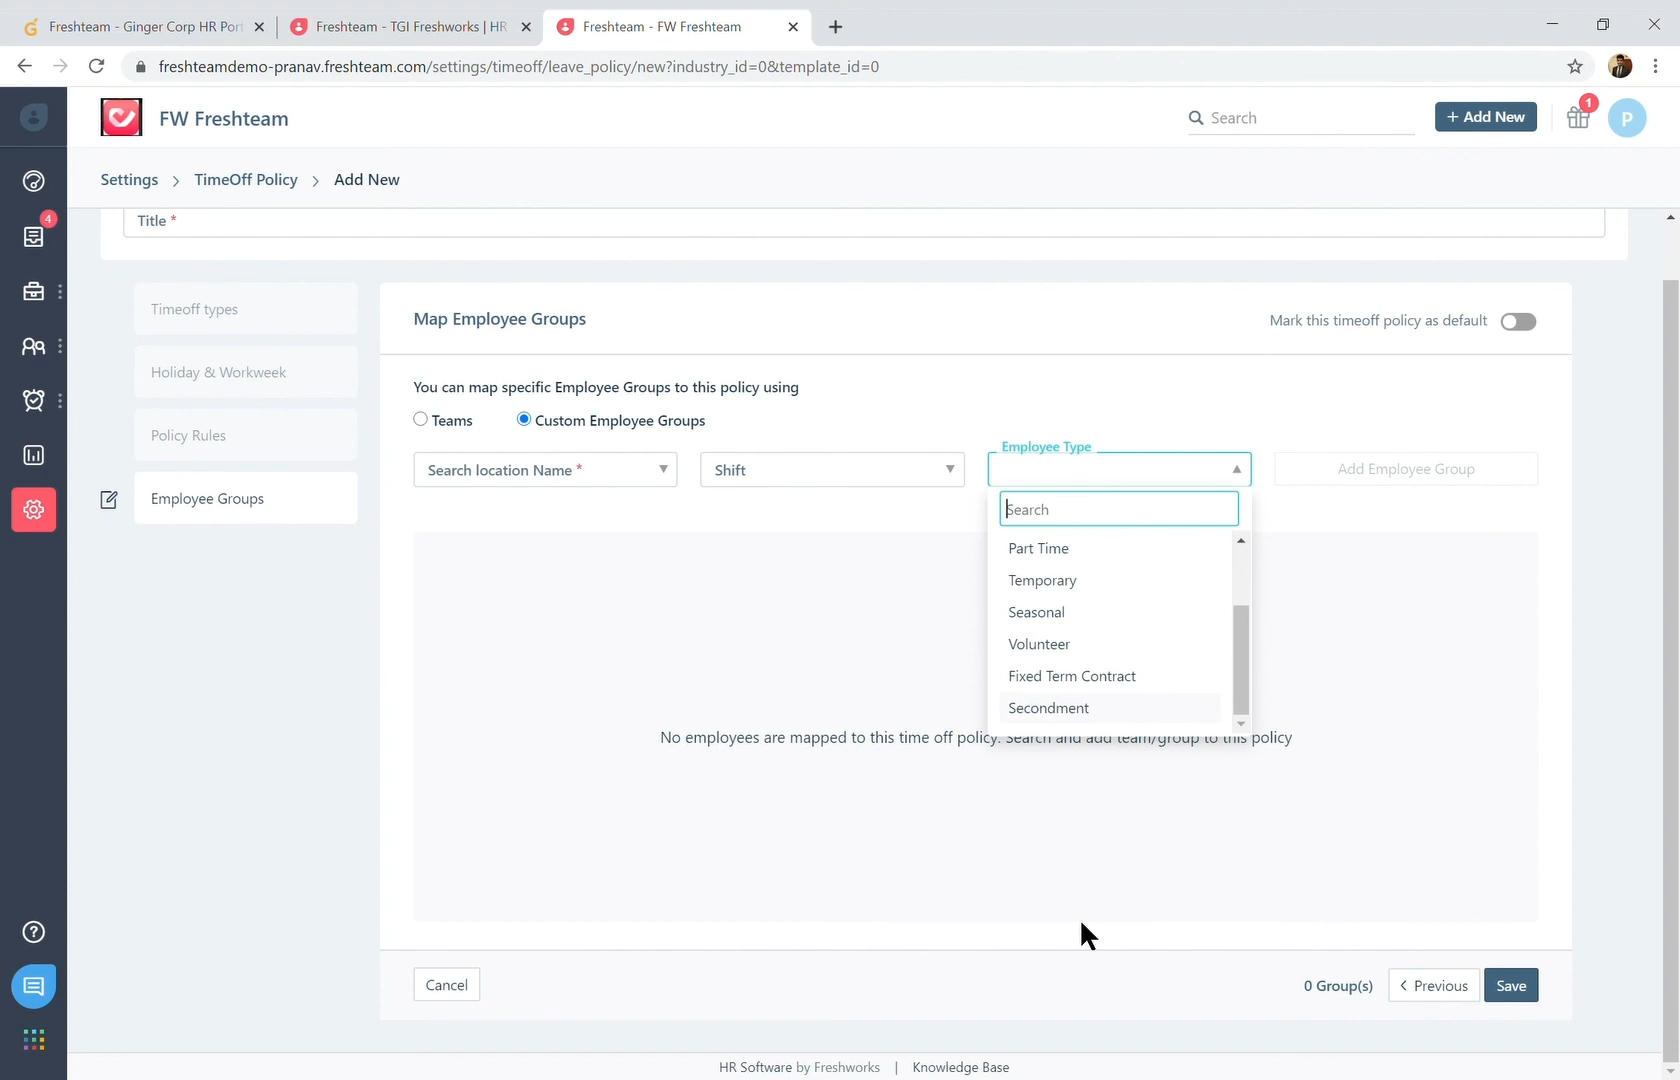 Freshteam - Ginger Corp HR Por
Freshteam - TGI Freshworks | HR
Freshteam - FW Freshteam
freshteamdemo-pranav.freshteam.com/settings/timeoff/leave_policy/new?industry_id=0&template_id=0
FW Freshteam
Search
+ Add New
1
P
Settings > TimeOff Policy > Add New
4
Title *
Timeoff types
Holiday & Workweek
Policy Rules
Employee Groups
Map Employee Groups
Mark this timeoff policy as default
You can map specific Employee Groups to this policy using
Teams
Custom Employee Groups
Search location Name *
Shift
Employee Type
Add Employee Group
Search
Part Time
Temporary
Seasonal
Volunteer
Fixed Term Contract
Secondment
No employees are mapped to this time off policy. Search and add team/group to this policy
Cancel
0 Group(s)
< Previous
Save
HR Software by Freshworks | Knowledge Base